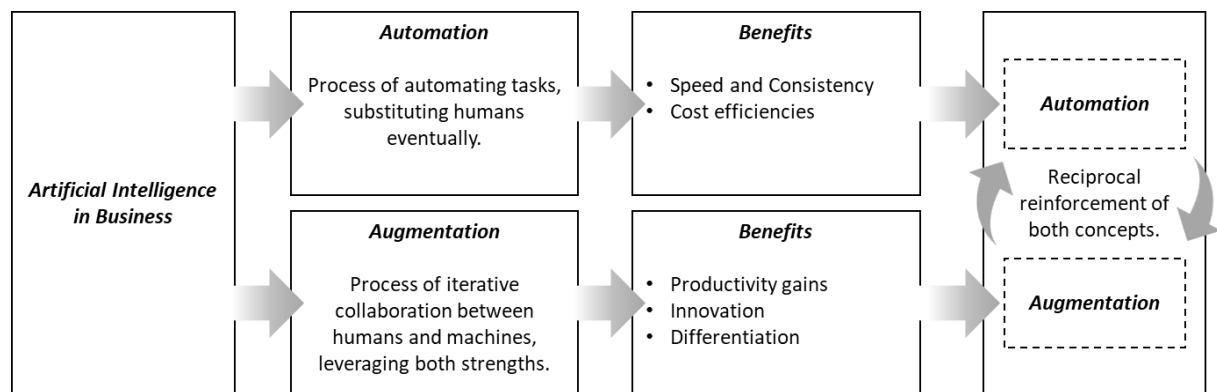 Artificial Intelligence
in Business
Automation
Process of automating tasks,
substituting humans
eventually.
Benefits
• Speed and Consistency
• Cost efficiencies
Augmentation
Process of iterative
collaboration between
humans and machines,
leveraging both strengths.
Benefits
• Productivity gains
• Innovation
• Differentiation
Automation
Reciprocal
reinforcement of
both concepts.
Augmentation